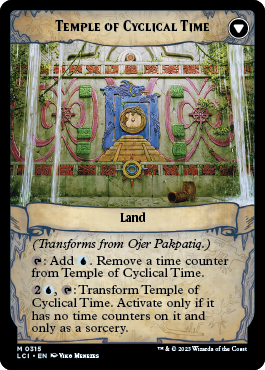 TEMPLE OF CYCLICAL TIME
Land
(Transforms from Ojer Pakpatiq.)
: Add . Remove a time counter
from Temple of Cyclical Time.
2 , : Transform Temple of
Cyclical Time. Activate only if it
has no time counters on it and
only as a sorcery.
M 0315
LCI • EN YIKO MENEZES
™ & © 2023 Wizards of the Coast